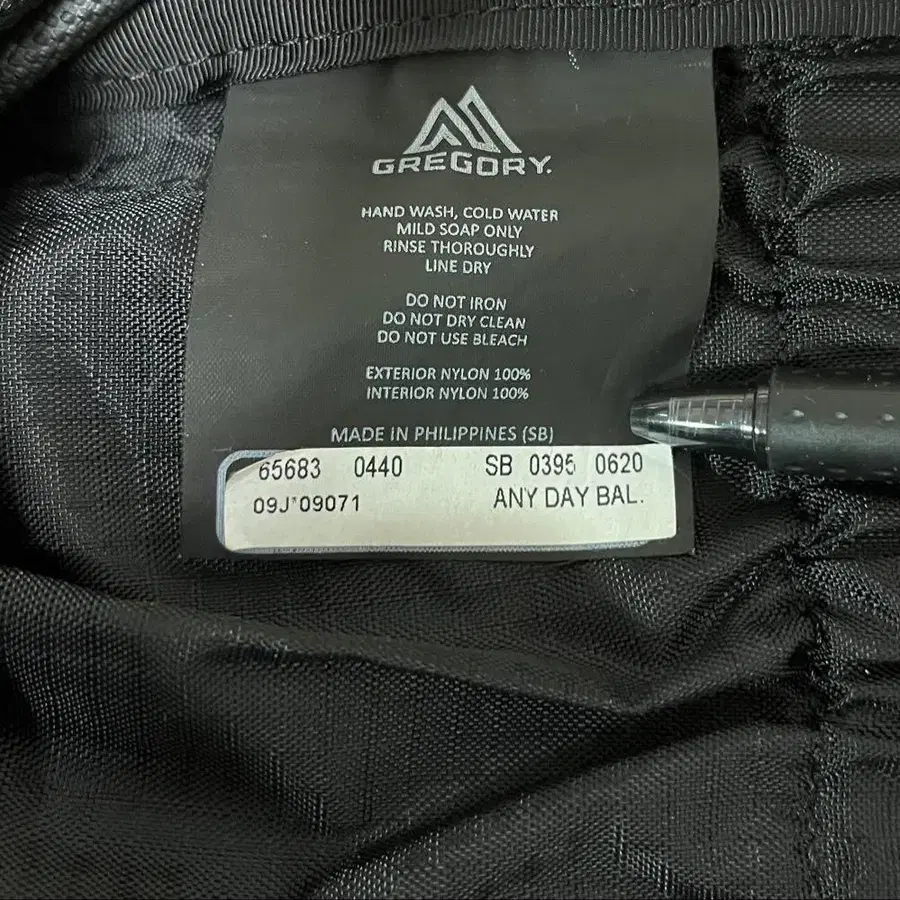 GREGORY.
HAND WASH, COLD WATER
MILD SOAP ONLY
RINSE THOROUGHLY
LINE DRY
DO NOT IRON
DO NOT DRY CLEAN
DO NOT USE BLEACH
EXTERIOR NYLON 100%
INTERIOR NYLON 100%
MADE IN PHILIPPINES (SB)
65683 0440 SB 0395 0620
09J*09071 ANY DAY BAL.